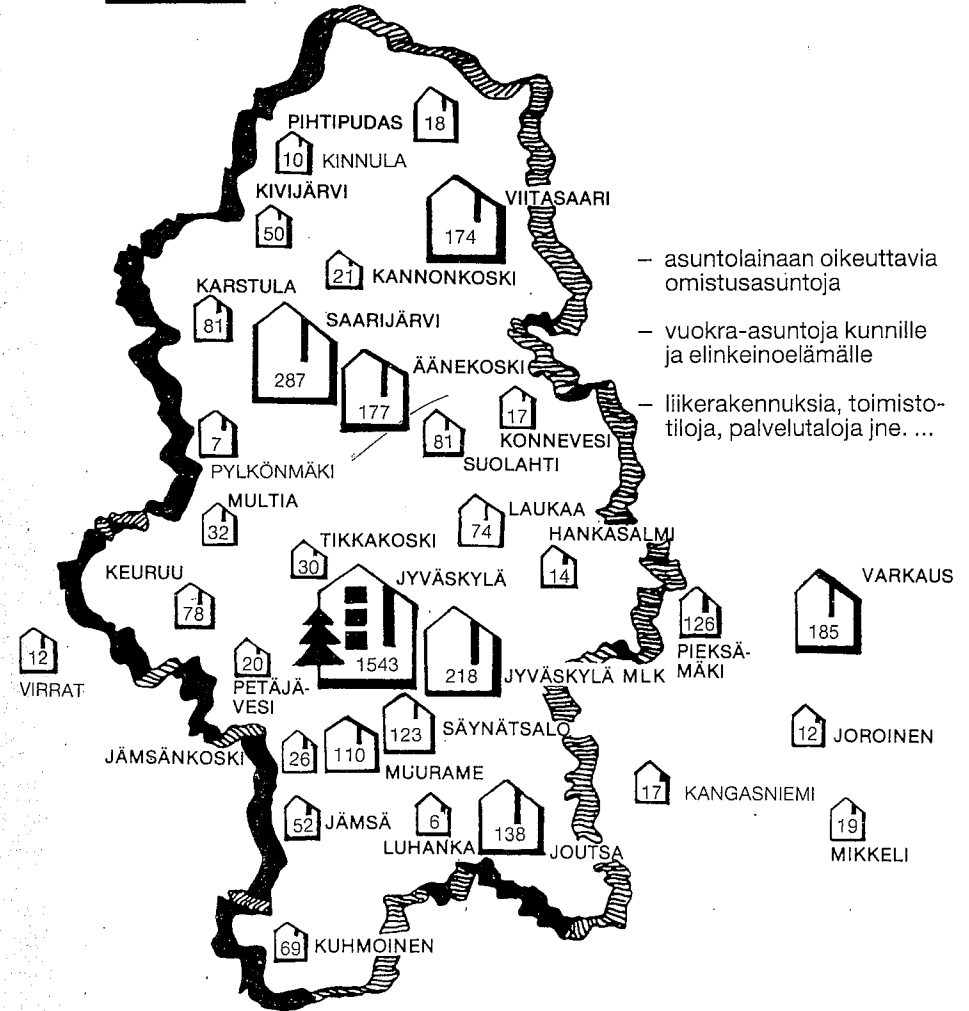 PIHTIPUDAS
18
10
KINNULA
KIVIJÄRVI
50
VIITASAARI
174
21
KANNONKOSKI
KARSTULA
81
SAARIJÄRVI
287
ÄÄNEKOSKI
177
– asuntolainaan oikeuttavia
omistusasuntoja
– vuokra-asuntoja kunnille
ja elinkeinoelämälle
– liikerakennuksia, toimisto-
tiloja, palvelutaloja jne. ...
17
KONNEVESI
7
PYLKÖNMÄKI
81
SUOLAHTI
MULTIA
32
LAUKAA
74
HANKASALMI
14
TIKKAKOSKI
30
KEURUU
78
JYVÄSKYLÄ
1543
218
JYVÄSKYLÄ MLK
126
PIEKSÄ-
MÄKI
VARKAUS
185
12
VIRRAT
20
PETÄJÄ-
VESI
123
SÄYNÄTSALO
JÄMSÄNKOSKI
26
110
MUURAME
12
JOROINEN
17
KANGASNIEMI
52
JÄMSÄ
6
LUHANKA
138
JOUTSA
19
MIKKELI
69
KUHMOINEN